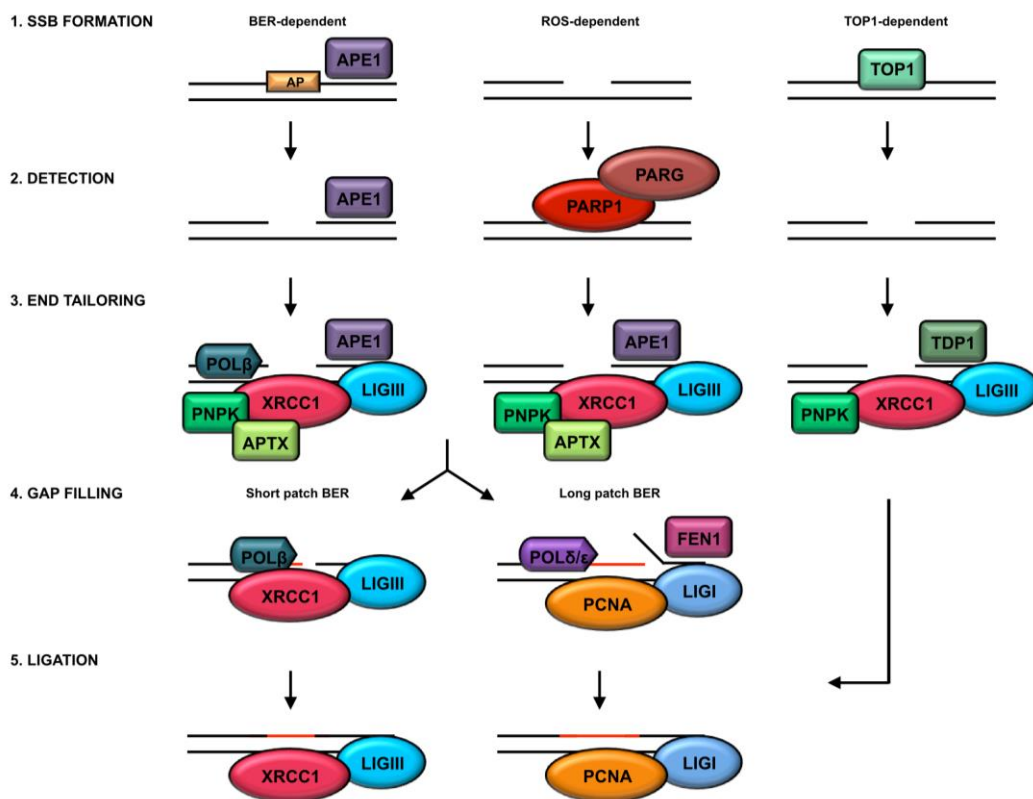 1. SSB FORMATION
BER-dependent
ROS-dependent
TOP1-dependent
AP
APE1
TOP1
2. DETECTION
APE1
PARG
PARP1
3. END TAILORING
POLβ
APE1
LIGIII
XRCC1
PNPK
APTX
APE1
LIGIII
XRCC1
PNPK
APTX
TDP1
LIGIII
XRCC1
PNPK
4. GAP FILLING
Short patch BER
Long patch BER
POLβ
LIGIII
XRCC1
POLδ/ε
FEN1
LIGI
PCNA
5. LIGATION
XRCC1
LIGIII
PCNA
LIGI